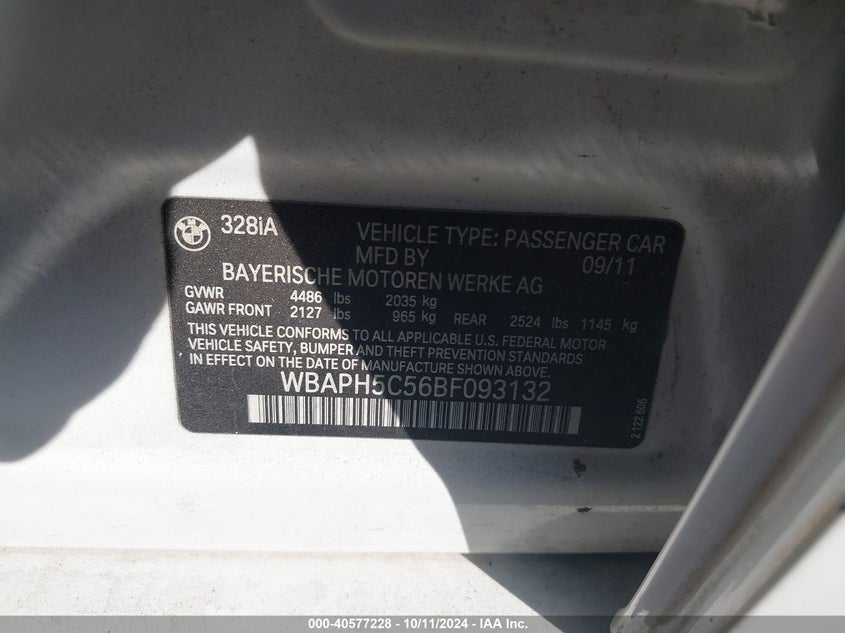 BMW
328iA
VEHICLE TYPE: PASSENGER CAR
MFD BY
09/11
BAYERISCHE MOTOREN WERKE AG
GVWR 4486 lbs 2035 kg
GAWR FRONT 2127 lbs 965 kg REAR 2524 lbs 1145 kg
THIS VEHICLE CONFORMS TO ALL APPLICABLE U.S. FEDERAL MOTOR -
VEHICLE SAFETY, BUMPER AND THEFT PREVENTION STANDARDS
IN EFFECT ON THE DATE OF MANUFACTURE SHOWN ABOVE.
WBAPH5C56BF093132
2 122 606
000-40577228 - 10/11/2024 - IAAI Inc.